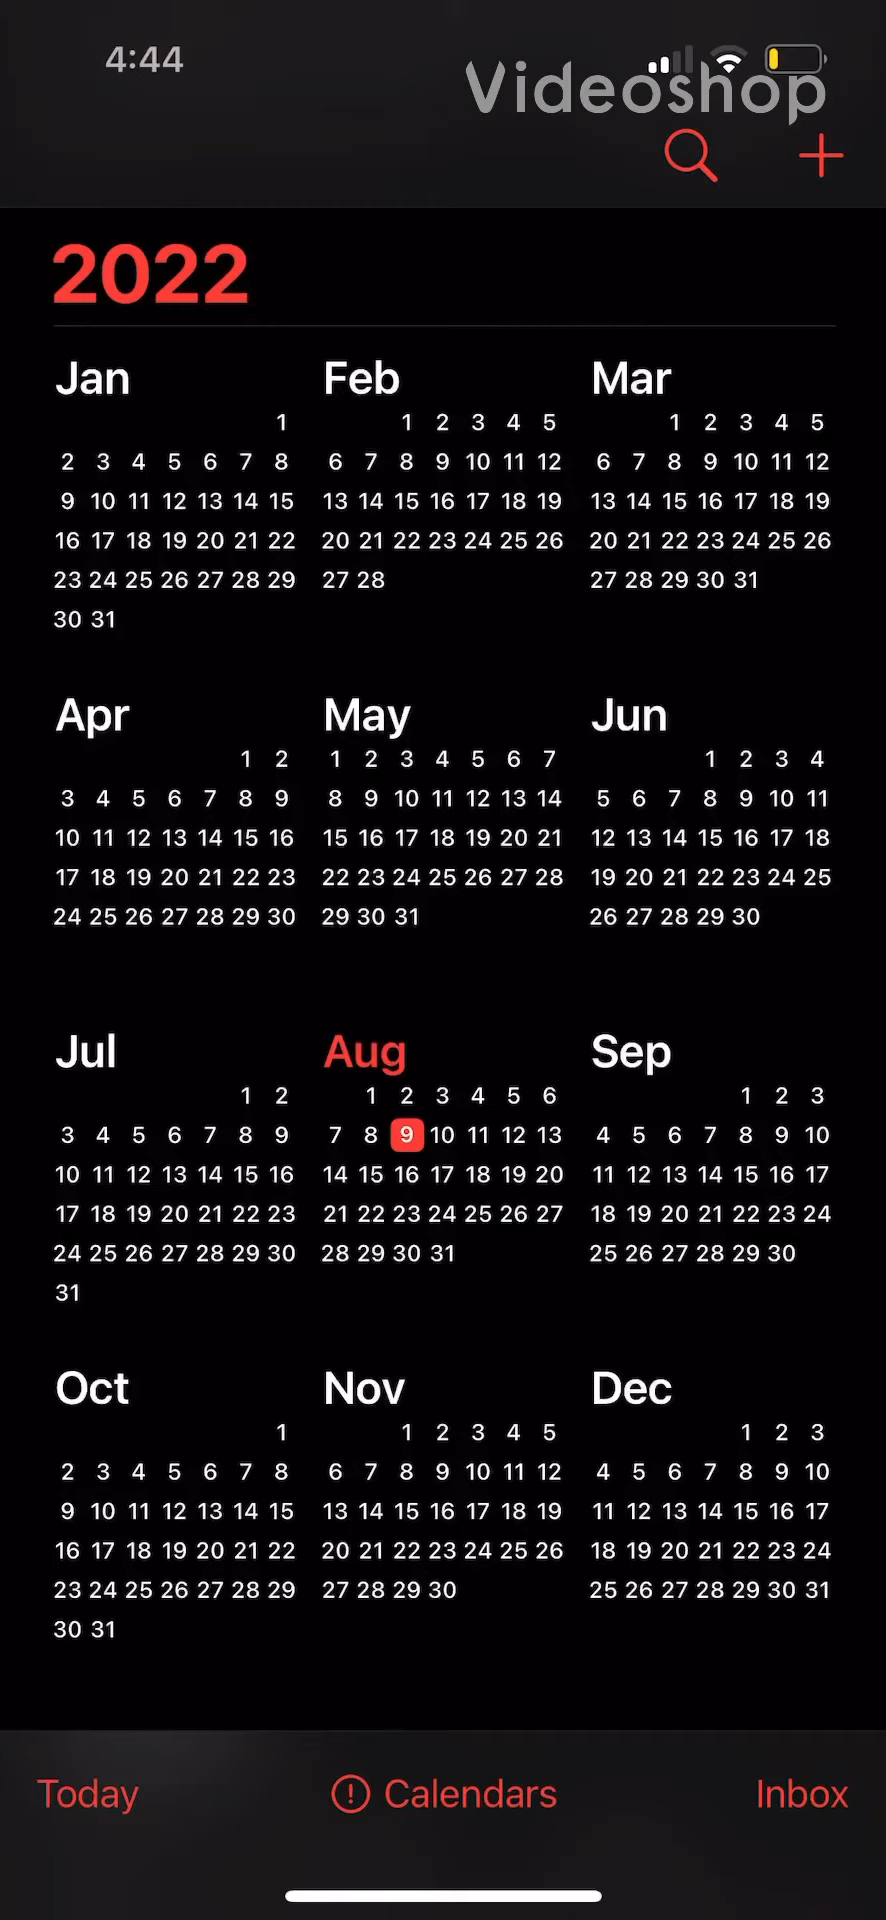 4:44
Videoshop
2022
Jan Feb Mar
1 1 2 3 4 5 1 2 3 4 5
2 3 4 5 6 7 8 6 7 8 9 10 11 12 6 7 8 9 10 11 12
9 10 11 12 13 14 15 13 14 15 16 17 18 19 13 14 15 16 17 18 19
16 17 18 19 20 21 22 20 21 22 23 24 25 26 20 21 22 23 24 25 26
23 24 25 26 27 28 29 27 28 27 28 29 30 31
30 31
Apr May Jun
1 2 1 2 3 4 5 6 7 1 2 3 4
3 4 5 6 7 8 9 8 9 10 11 12 13 14 5 6 7 8 9 10 11
10 11 12 13 14 15 16 15 16 17 18 19 20 21 12 13 14 15 16 17 18
17 18 19 20 21 22 23 22 23 24 25 26 27 28 19 20 21 22 23 24 25
24 25 26 27 28 29 30 29 30 31 26 27 28 29 30
Jul Aug Sep
1 2 1 2 3 4 5 6 1 2 3
3 4 5 6 7 8 9 7 8 9 10 11 12 13 4 5 6 7 8 9 10
10 11 12 13 14 15 16 14 15 16 17 18 19 20 11 12 13 14 15 16 17
17 18 19 20 21 22 23 21 22 23 24 25 26 27 18 19 20 21 22 23 24
24 25 26 27 28 29 30 28 29 30 31 25 26 27 28 29 30
31
Oct Nov Dec
1 1 2 3 4 5 1 2 3
2 3 4 5 6 7 8 6 7 8 9 10 11 12 4 5 6 7 8 9 10
9 10 11 12 13 14 15 13 14 15 16 17 18 19 11 12 13 14 15 16 17
16 17 18 19 20 21 22 20 21 22 23 24 25 26 18 19 20 21 22 23 24
23 24 25 26 27 28 29 27 28 29 30 25 26 27 28 29 30 31
30 31
Today ! Calendars Inbox